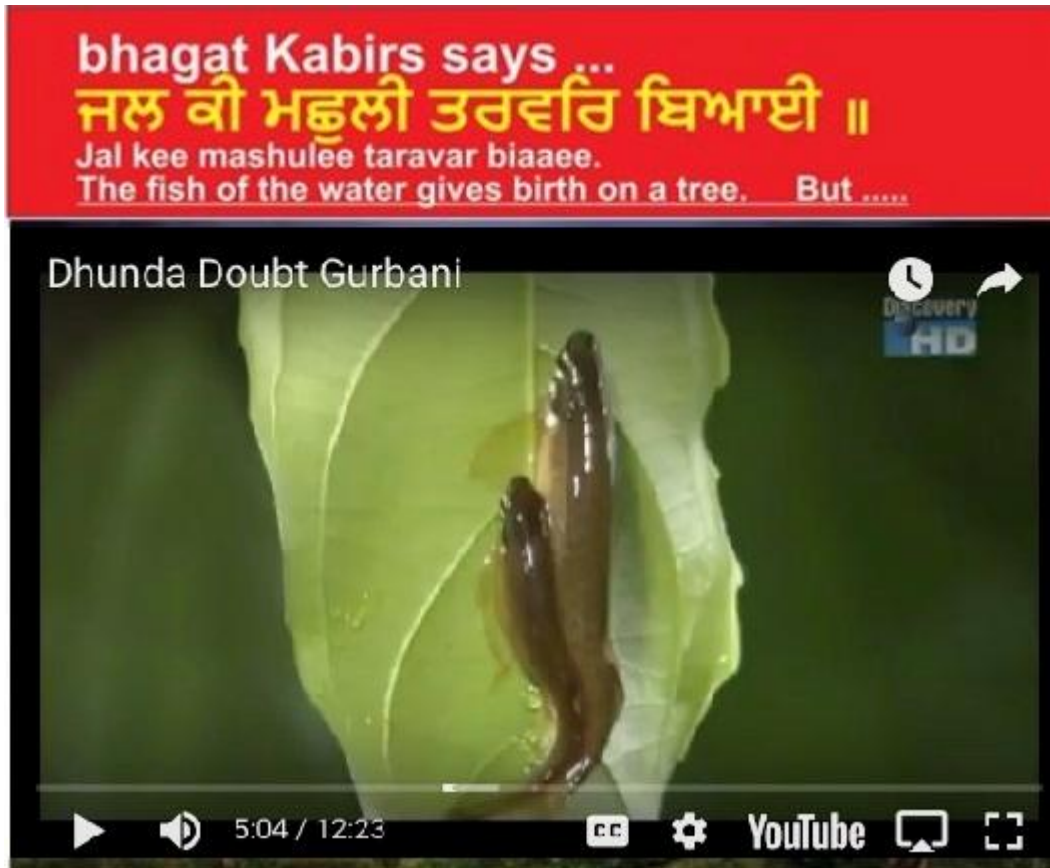 bhagat Kabirs says ...
ਜਲ ਕੀ ਮਛੁਲੀ ਤਰਵਰਿ ਬਿਆਈ ॥
Jal kee mashulee taravar biaaee.
The fish of the water gives birth on a tree. But .....
Dhunda Doubt Gurbani
Discovery
HD
5:04 / 12:23
CC
YouTube